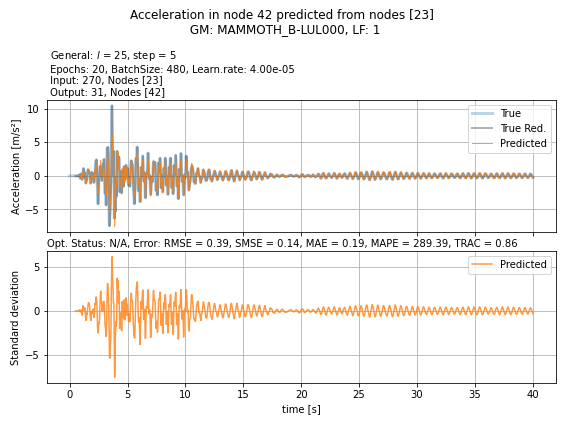 Acceleration in node 42 predicted from nodes [23]
GM: MAMMOTH_B-LUL000, LF: 1
General: l = 25, step = 5
Epochs: 20, BatchSize: 480, Learn.rate: 4.00e-05
Input: 270, Nodes [23]
Output: 31, Nodes [42]
Acceleration [m/s²]
10
5
0
−5
True
True Red.
Predicted
Opt. Status: N/A, Error: RMSE = 0.39, SMSE = 0.14, MAE = 0.19, MAPE = 289.39, TRAC = 0.86
Standard deviation
5
0
−5
Predicted
0 5 10 15 20 25 30 35 40
time [s]